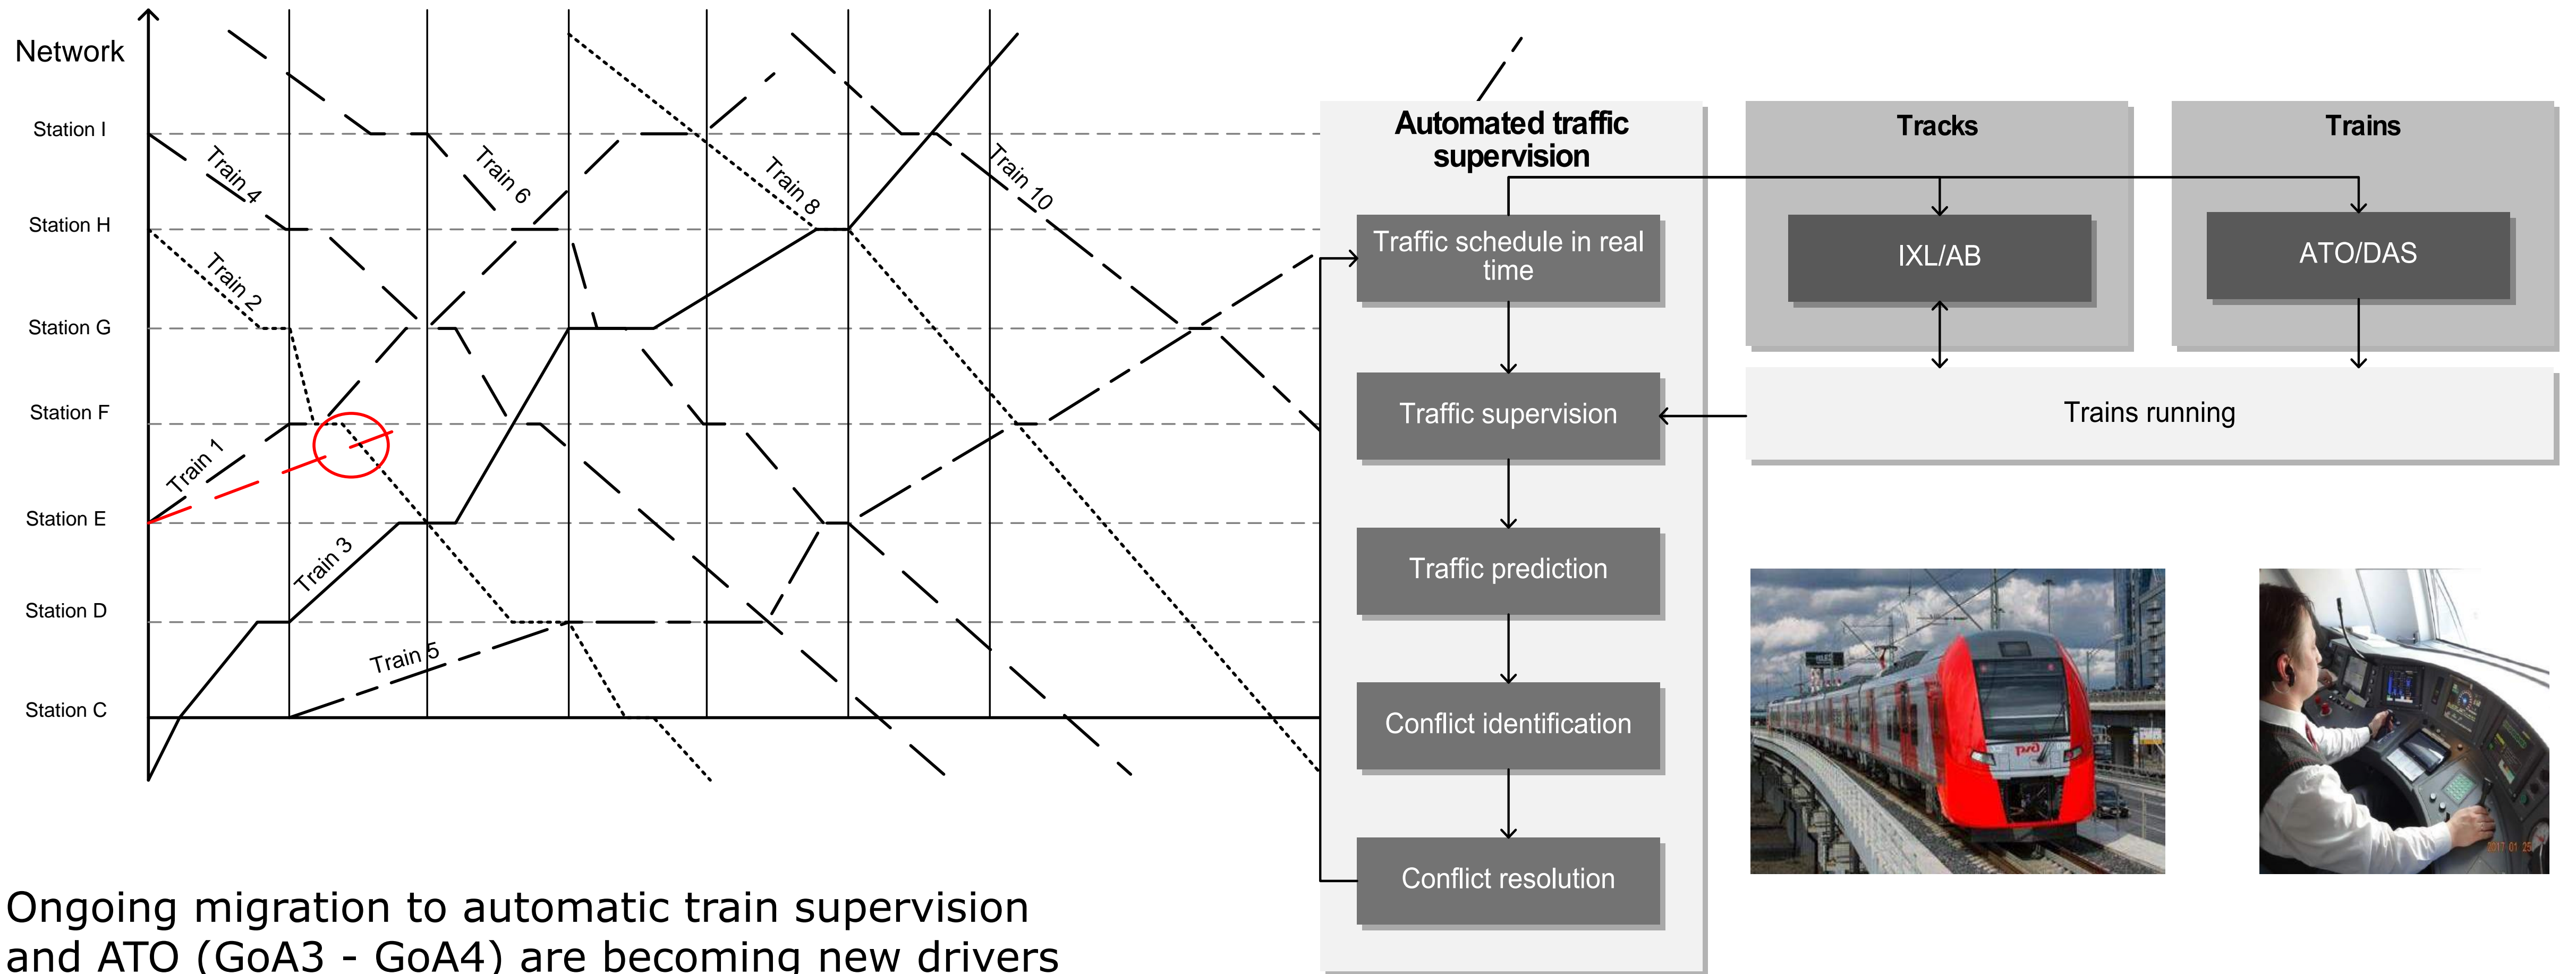 Network
Station I
Station H
Station G
Station F
Station E
Station D
Station C
Train 4
Train 6
Train 8
Train 10
Train 2
Train 1
Train 3
Train 5
Automated traffic
supervision
Traffic schedule in real
time
Traffic supervision
Traffic prediction
Conflict identification
Conflict resolution
Tracks
IXL/AB
Trains
ATO/DAS
Trains running
2017 01 25
Ongoing migration to automatic train supervision
and ATO (GoA3 - GoA4) are becoming new drivers